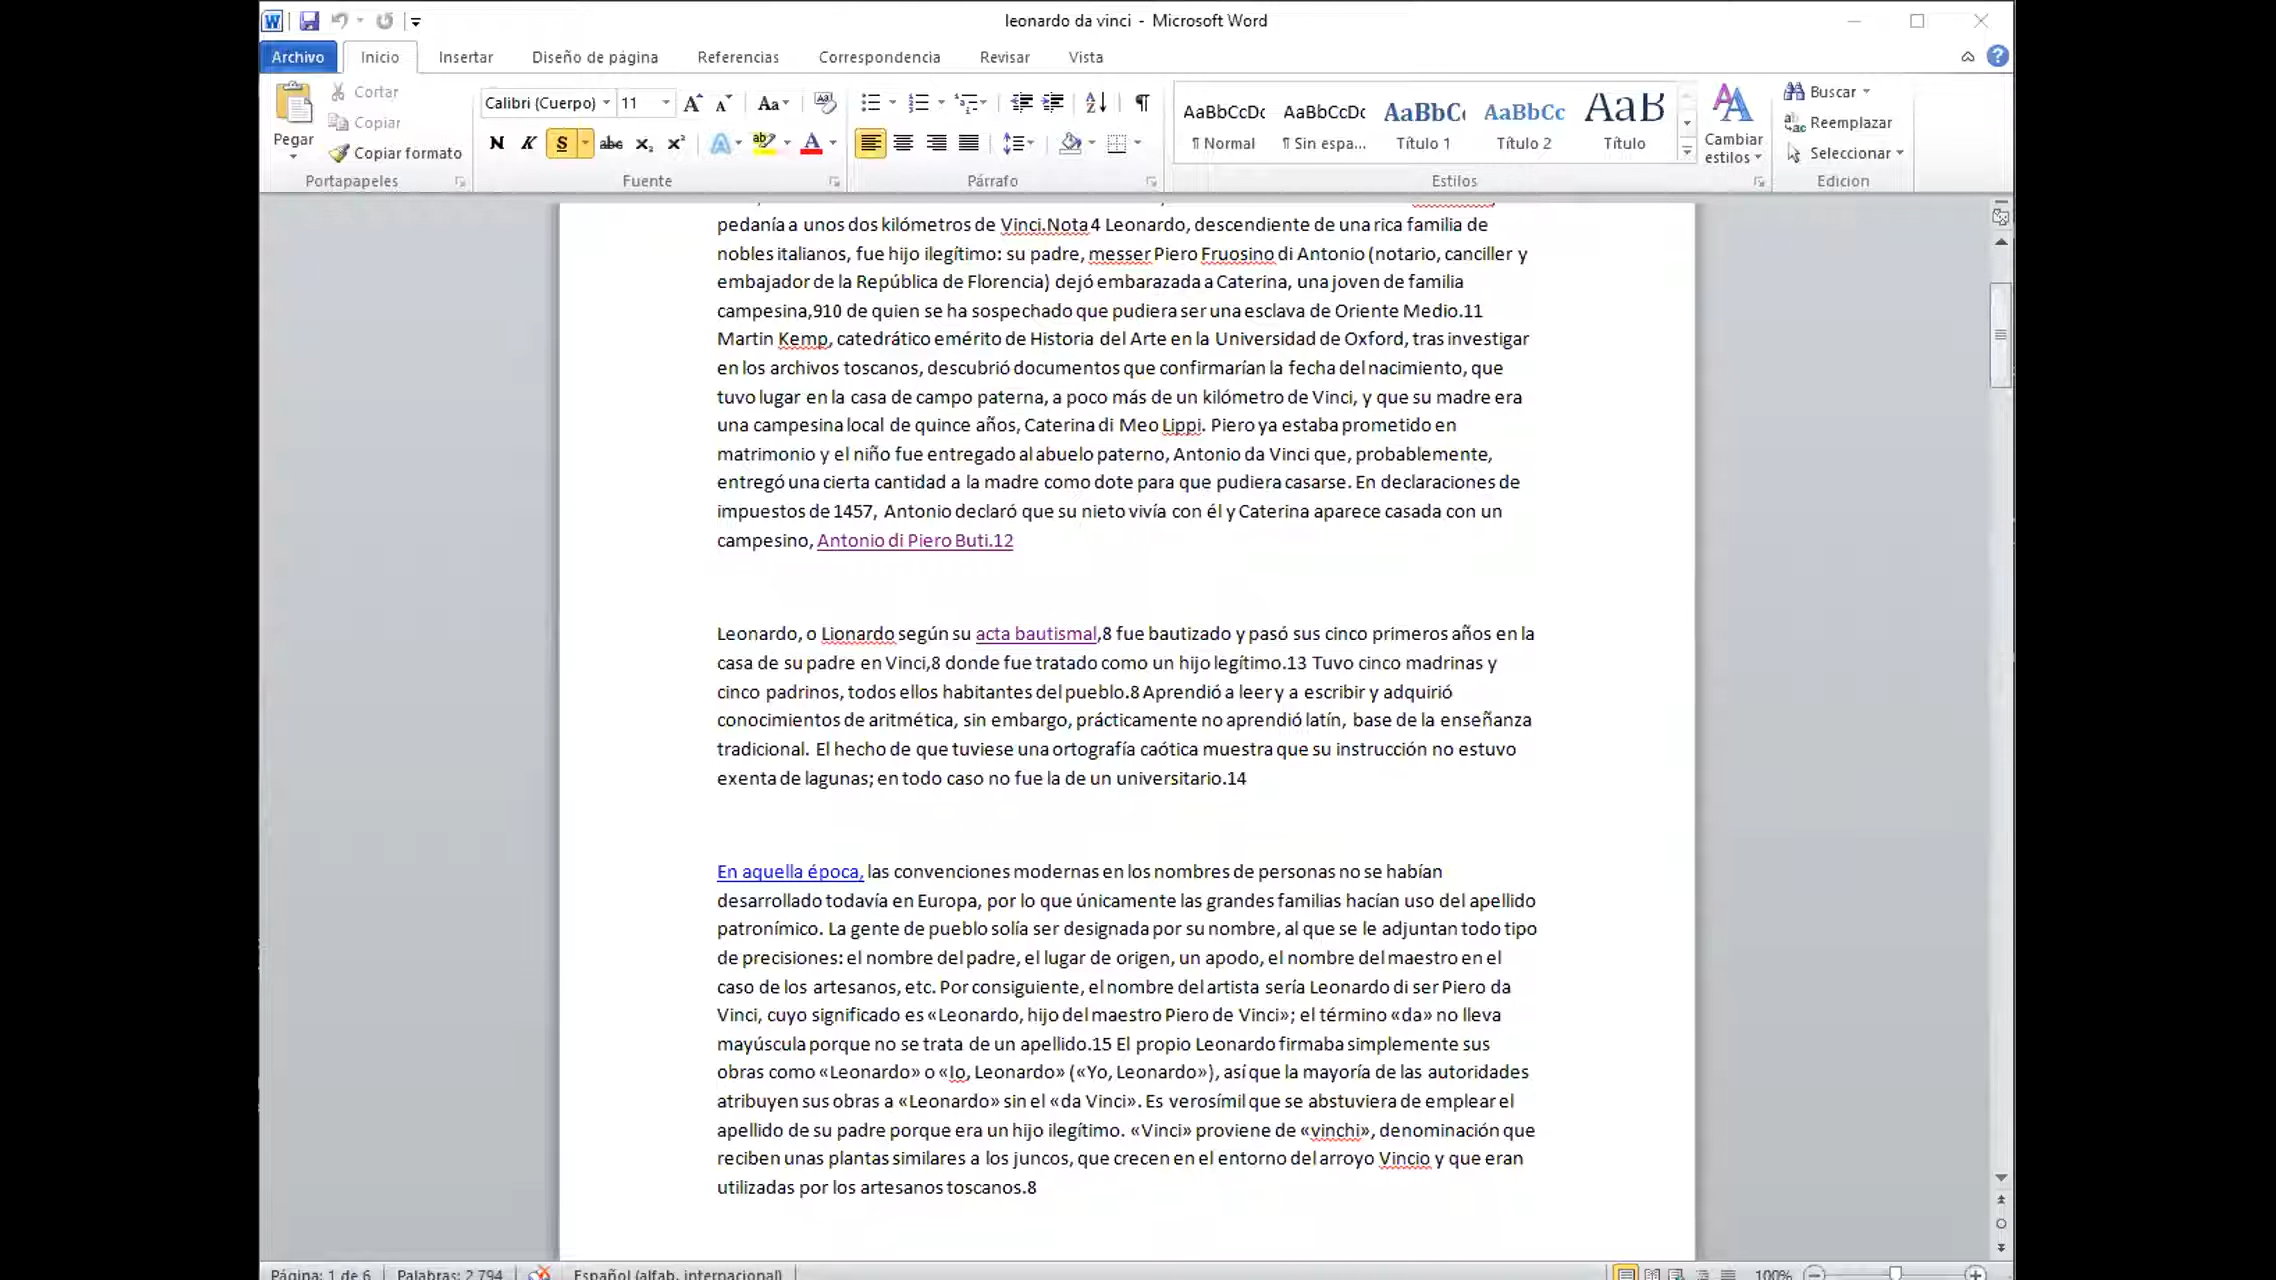 leonardo da vinci - Microsoft Word
Archivo Inicio Insertar Diseño de página Referencias Correspondencia Revisar Vista
Pegar
Cortar
Copiar
Copiar formato
Portapapeles
Calibri (Cuerpo) 11
Fuente
Párrafo
AaBbCcDc AaBbCcDc AaBbC AaBbCc AaB
¶ Normal ¶ Sin espa... Título 1 Título 2 Título
Cambiar
estilos
Estilos
Buscar
Reemplazar
Seleccionar
Edicion
pedanía a unos dos kilómetros de Vinci.Nota 4 Leonardo, descendiente de una rica familia de
nobles italianos, fue hijo ilegítimo: su padre, messer Piero Fruosino di Antonio (notario, canciller y
embajador de la República de Florencia) dejó embarazada a Caterina, una joven de familia
campesina,910 de quien se ha sospechado que pudiera ser una esclava de Oriente Medio.11
Martin Kemp, catedrático emérito de Historia del Arte en la Universidad de Oxford, tras investigar
en los archivos toscanos, descubrió documentos que confirmarían la fecha del nacimiento, que
tuvo lugar en la casa de campo paterna, a poco más de un kilómetro de Vinci, y que su madre era
una campesina local de quince años, Caterina di Meo Lippi. Piero ya estaba prometido en
matrimonio y el niño fue entregado al abuelo paterno, Antonio da Vinci que, probablemente,
entregó una cierta cantidad a la madre como dote para que pudiera casarse. En declaraciones de
impuestos de 1457, Antonio declaró que su nieto vivía con él y Caterina aparece casada con un
campesino, Antonio di Piero Buti.12
Leonardo, o Lionardo según su acta bautismal,8 fue bautizado y pasó sus cinco primeros años en la
casa de su padre en Vinci,8 donde fue tratado como un hijo legítimo.13 Tuvo cinco madrinas y
cinco padrinos, todos ellos habitantes del pueblo.8 Aprendió a leer y a escribir y adquirió
conocimientos de aritmética, sin embargo, prácticamente no aprendió latín, base de la enseñanza
tradicional. El hecho de que tuviese una ortografía caótica muestra que su instrucción no estuvo
exenta de lagunas; en todo caso no fue la de un universitario.14
En aquella época, las convenciones modernas en los nombres de personas no se habían
desarrollado todavía en Europa, por lo que únicamente las grandes familias hacían uso del apellido
patronímico. La gente de pueblo solía ser designada por su nombre, al que se le adjuntan todo tipo
de precisiones: el nombre del padre, el lugar de origen, un apodo, el nombre del maestro en el
caso de los artesanos, etc. Por consiguiente, el nombre del artista sería Leonardo di ser Piero da
Vinci, cuyo significado es «Leonardo, hijo del maestro Piero de Vinci»; el término «da» no lleva
mayúscula porque no se trata de un apellido.15 El propio Leonardo firmaba simplemente sus
obras como «Leonardo» o «Io, Leonardo» («Yo, Leonardo»), así que la mayoría de las autoridades
atribuyen sus obras a «Leonardo» sin el «da Vinci». Es verosímil que se abstuviera de emplear el
apellido de su padre porque era un hijo ilegítimo. «Vinci» proviene de «vinchi», denominación que
reciben unas plantas similares a los juncos, que crecen en el entorno del arroyo Vincio y que eran
utilizadas por los artesanos toscanos.8
Página: 1 de 6 Palabras: 2.794 Español (alfab. internacional) 100%